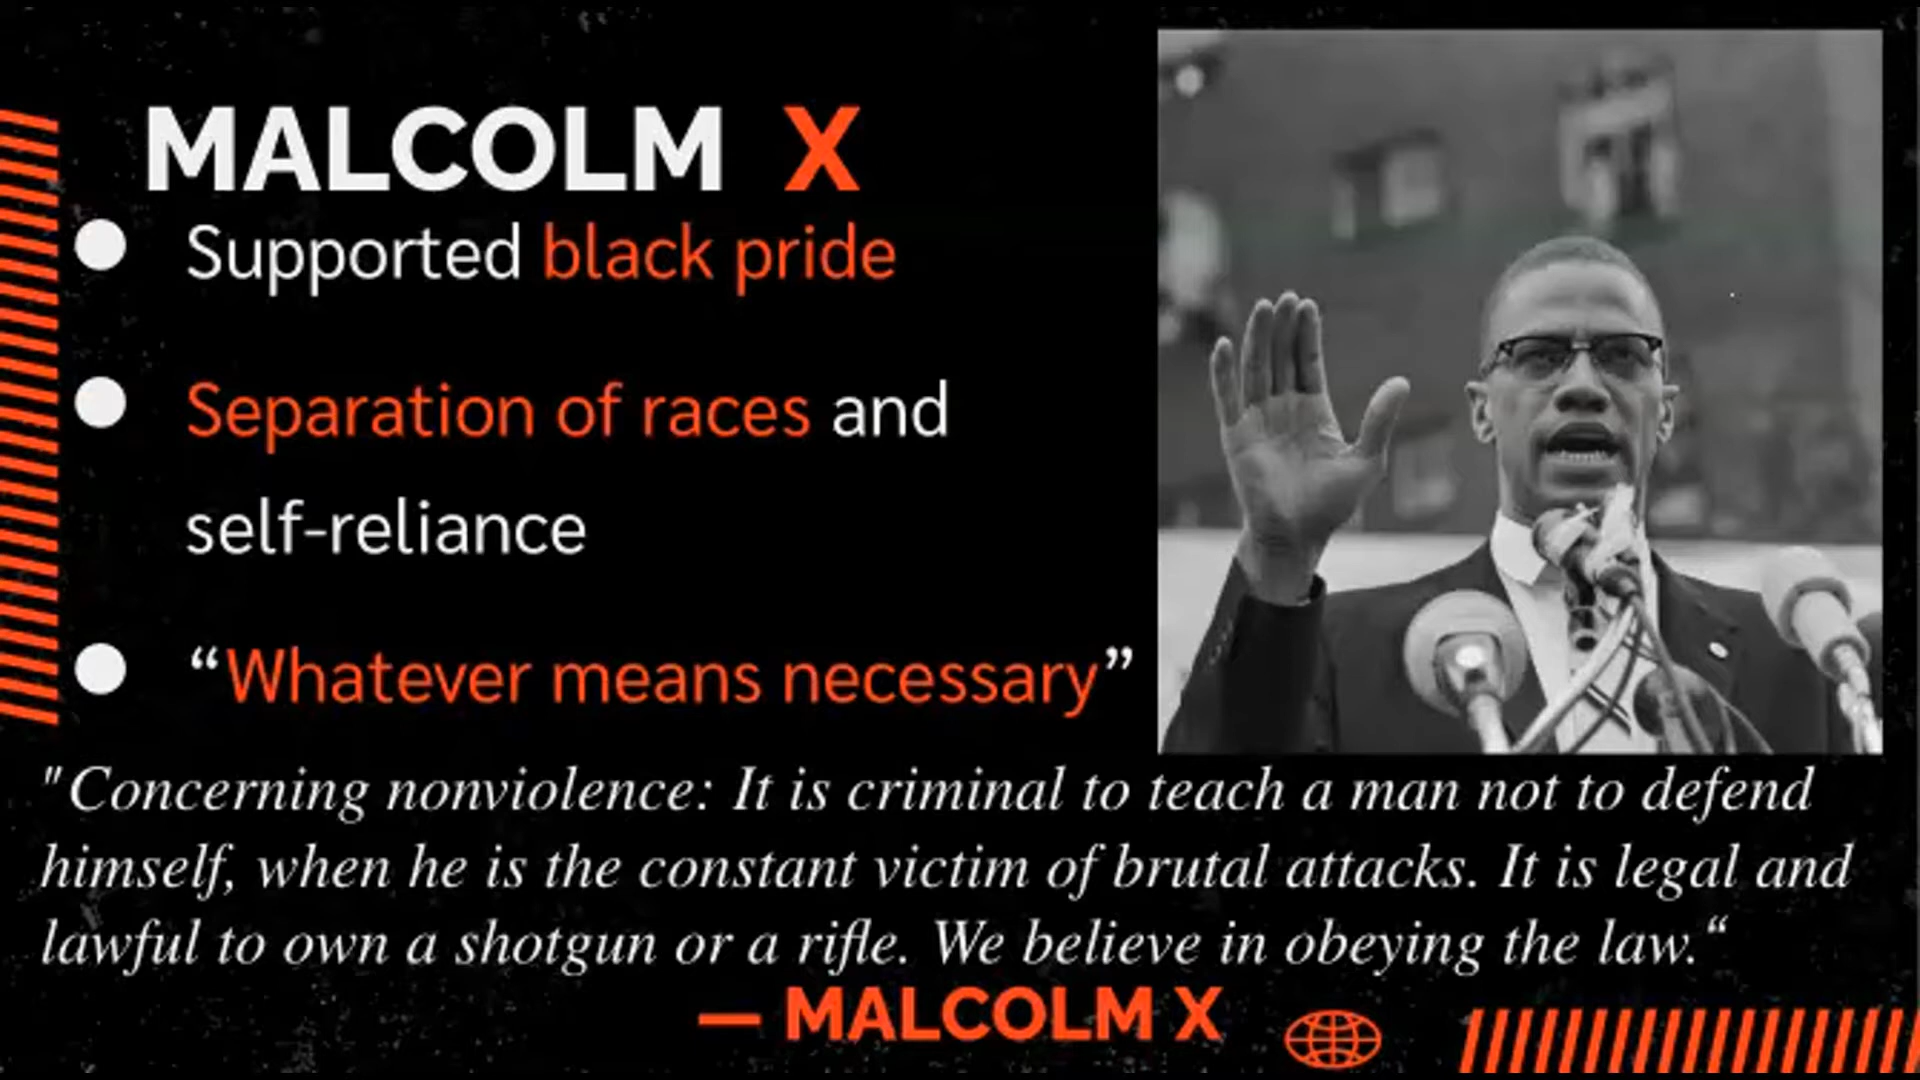 MALCOLM X
Supported black pride
Separation of races and
self-reliance
“Whatever means necessary”
"Concerning nonviolence: It is criminal to teach a man not to defend
himself, when he is the constant victim of brutal attacks. It is legal and
lawful to own a shotgun or a rifle. We believe in obeying the law.“
— MALCOLM X